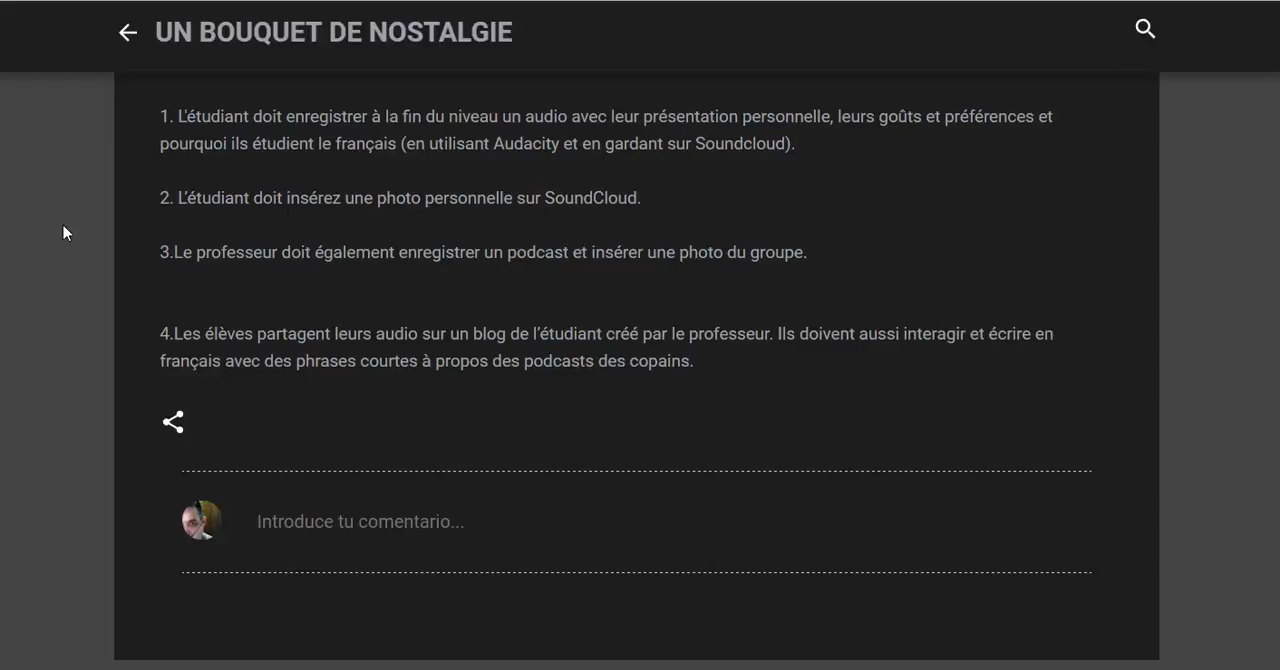 UN BOUQUET DE NOSTALGIE
1. L'étudiant doit enregistrer à la fin du niveau un audio avec leur présentation personnelle, leurs goûts et préférences et
pourquoi ils étudient le français (en utilisant Audacity et en gardant sur Soundcloud).
2. L’étudiant doit insérez une photo personnelle sur SoundCloud.
3.Le professeur doit également enregistrer un podcast et insérer une photo du groupe.
4.Les élèves partagent leurs audio sur un blog de l’étudiant créé par le professeur. Ils doivent aussi interagir et écrire en
français avec des phrases courtes à propos des podcasts des copains.
Introduce tu comentario...